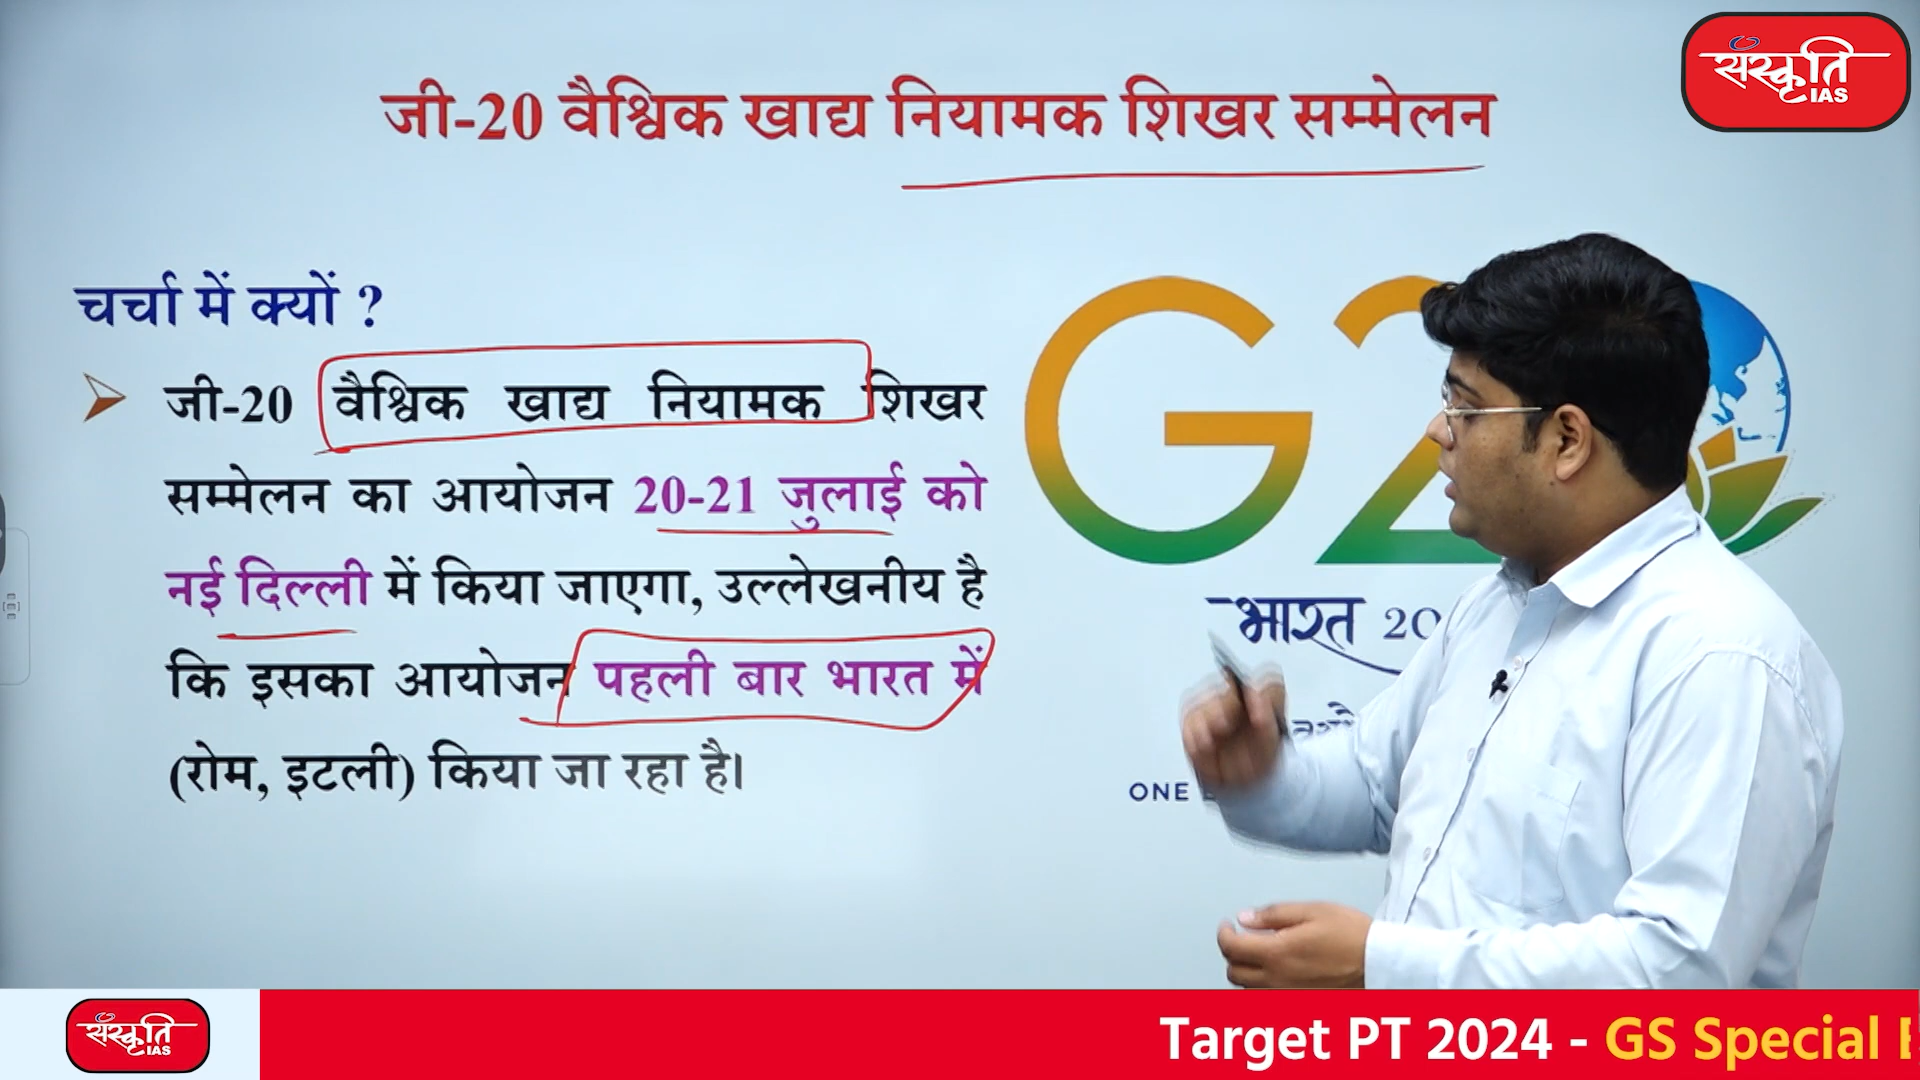 संस्कृति
IAS
जी-20 वैश्विक खाद्य नियामक शिखर सम्मेलन
चर्चा में क्यों ?
जी-20 वैश्विक खाद्य नियामक शिखर
सम्मेलन का आयोजन 20-21 जुलाई को
नई दिल्ली में किया जाएगा, उल्लेखनीय है
कि इसका आयोजन पहली बार भारत में
(रोम, इटली) किया जा रहा है।
G2
भारत 20
ONE
संस्कृति
IAS
Target PT 2024 - GS Special